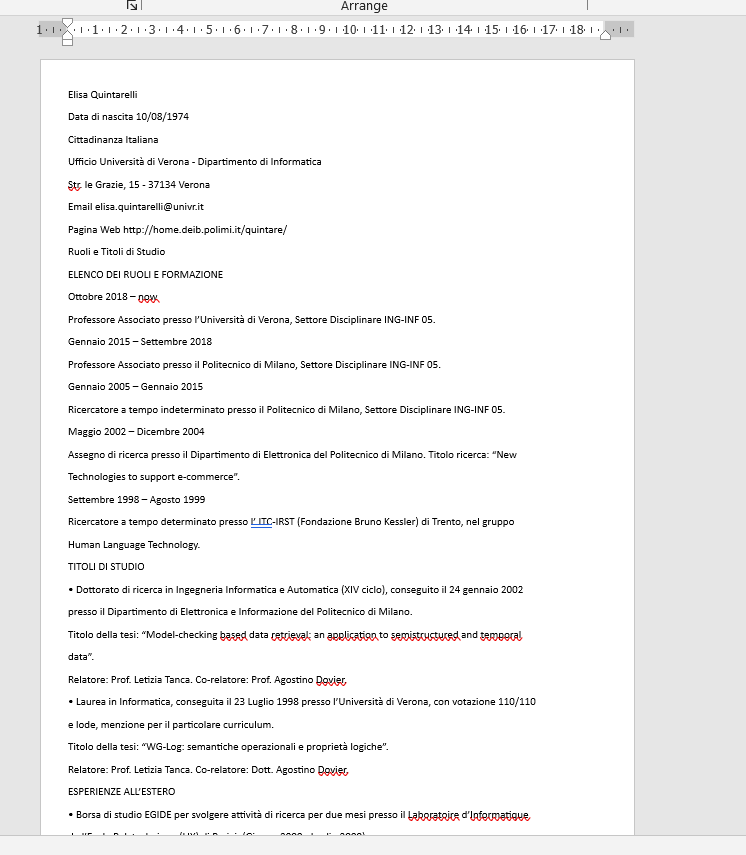 Arrange
1 1 2 3 4 5 6 7 8 9 10 11 12 13 14 15 16 17 18
Elisa Quintarelli
Data di nascita 10/08/1974
Cittadinanza Italiana
Ufficio Università di Verona - Dipartimento di Informatica
Str. le Grazie, 15 - 37134 Verona
Email elisa.quintarelli@univr.it
Pagina Web http://home.deib.polimi.it/quintare/
Ruoli e Titoli di Studio
ELENCO DEI RUOLI E FORMAZIONE
Ottobre 2018 – now.
Professore Associato presso l’Università di Verona, Settore Disciplinare ING-INF 05.
Gennaio 2015 – Settembre 2018
Professore Associato presso il Politecnico di Milano, Settore Disciplinare ING-INF 05.
Gennaio 2005 – Gennaio 2015
Ricercatore a tempo indeterminato presso il Politecnico di Milano, Settore Disciplinare ING-INF 05.
Maggio 2002 – Dicembre 2004
Assegno di ricerca presso il Dipartimento di Elettronica del Politecnico di Milano. Titolo ricerca: “New
Technologies to support e-commerce”.
Settembre 1998 – Agosto 1999
Ricercatore a tempo determinato presso l’ ITC-IRST (Fondazione Bruno Kessler) di Trento, nel gruppo
Human Language Technology.
TITOLI DI STUDIO
• Dottorato di ricerca in Ingegneria Informatica e Automatica (XIV ciclo), conseguito il 24 gennaio 2002
presso il Dipartimento di Elettronica e Informazione del Politecnico di Milano.
Titolo della tesi: “Model-checking based data retrieval: an application to semistructured and temporal
data”.
Relatore: Prof. Letizia Tanca. Co-relatore: Prof. Agostino Dovier.
• Laurea in Informatica, conseguita il 23 Luglio 1998 presso l’Università di Verona, con votazione 110/110
e lode, menzione per il particolare curriculum.
Titolo della tesi: “WG-Log: semantiche operazionali e proprietà logiche”.
Relatore: Prof. Letizia Tanca. Co-relatore: Dott. Agostino Dovier.
ESPERIENZE ALL’ESTERO
• Borsa di studio EGIDE per svolgere attività di ricerca per due mesi presso il Laboratoire d’Informatique